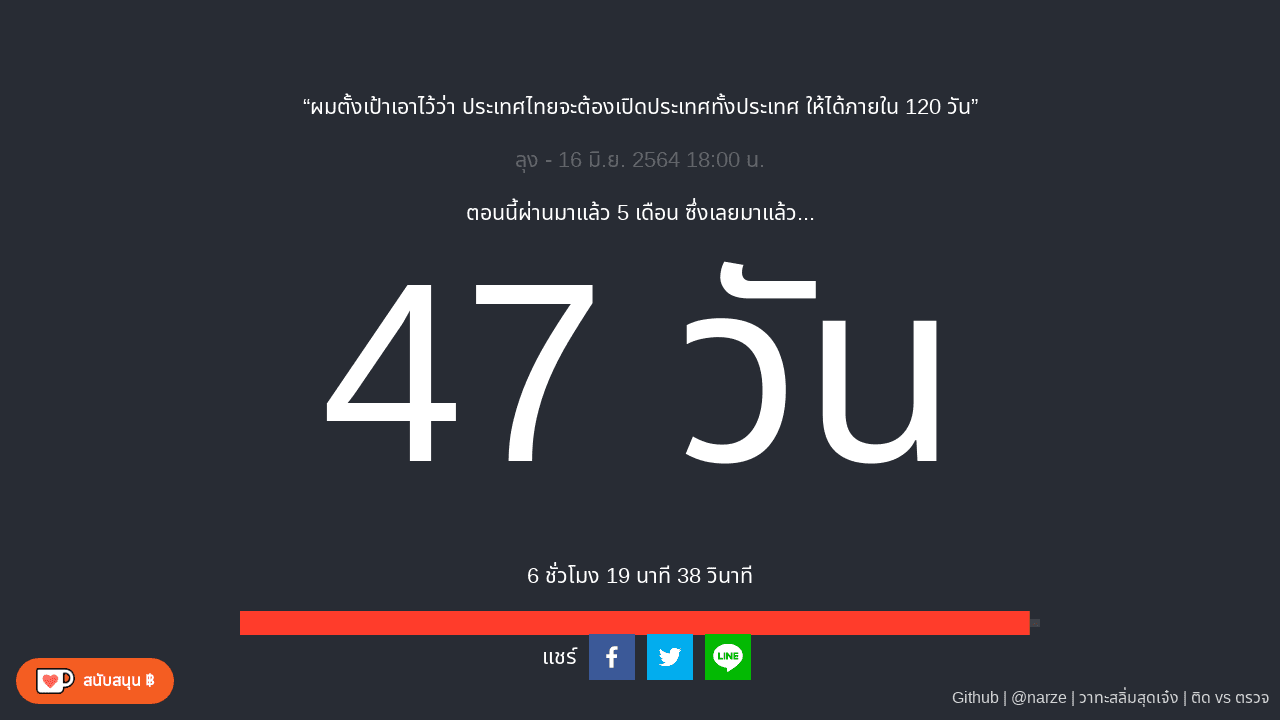 “ผมตั้งเป้าเอาไว้ว่า ประเทศไทยจะต้องเปิดประเทศทั้งประเทศ ให้ได้ภายใน 120 วัน”
ลุง - 16 มิ.ย. 2564 18:00 น.
ตอนนี้ผ่านมาแล้ว 5 เดือน ซึ่งเลยมาแล้ว...
47 วัน
6 ชั่วโมง 19 นาที 38 วินาที
แชร์
LINE
สนับสนุน ฿
Github | @narze | วาทะสลิ่มสุดเจ๋ง | ติด vs ตรวจ